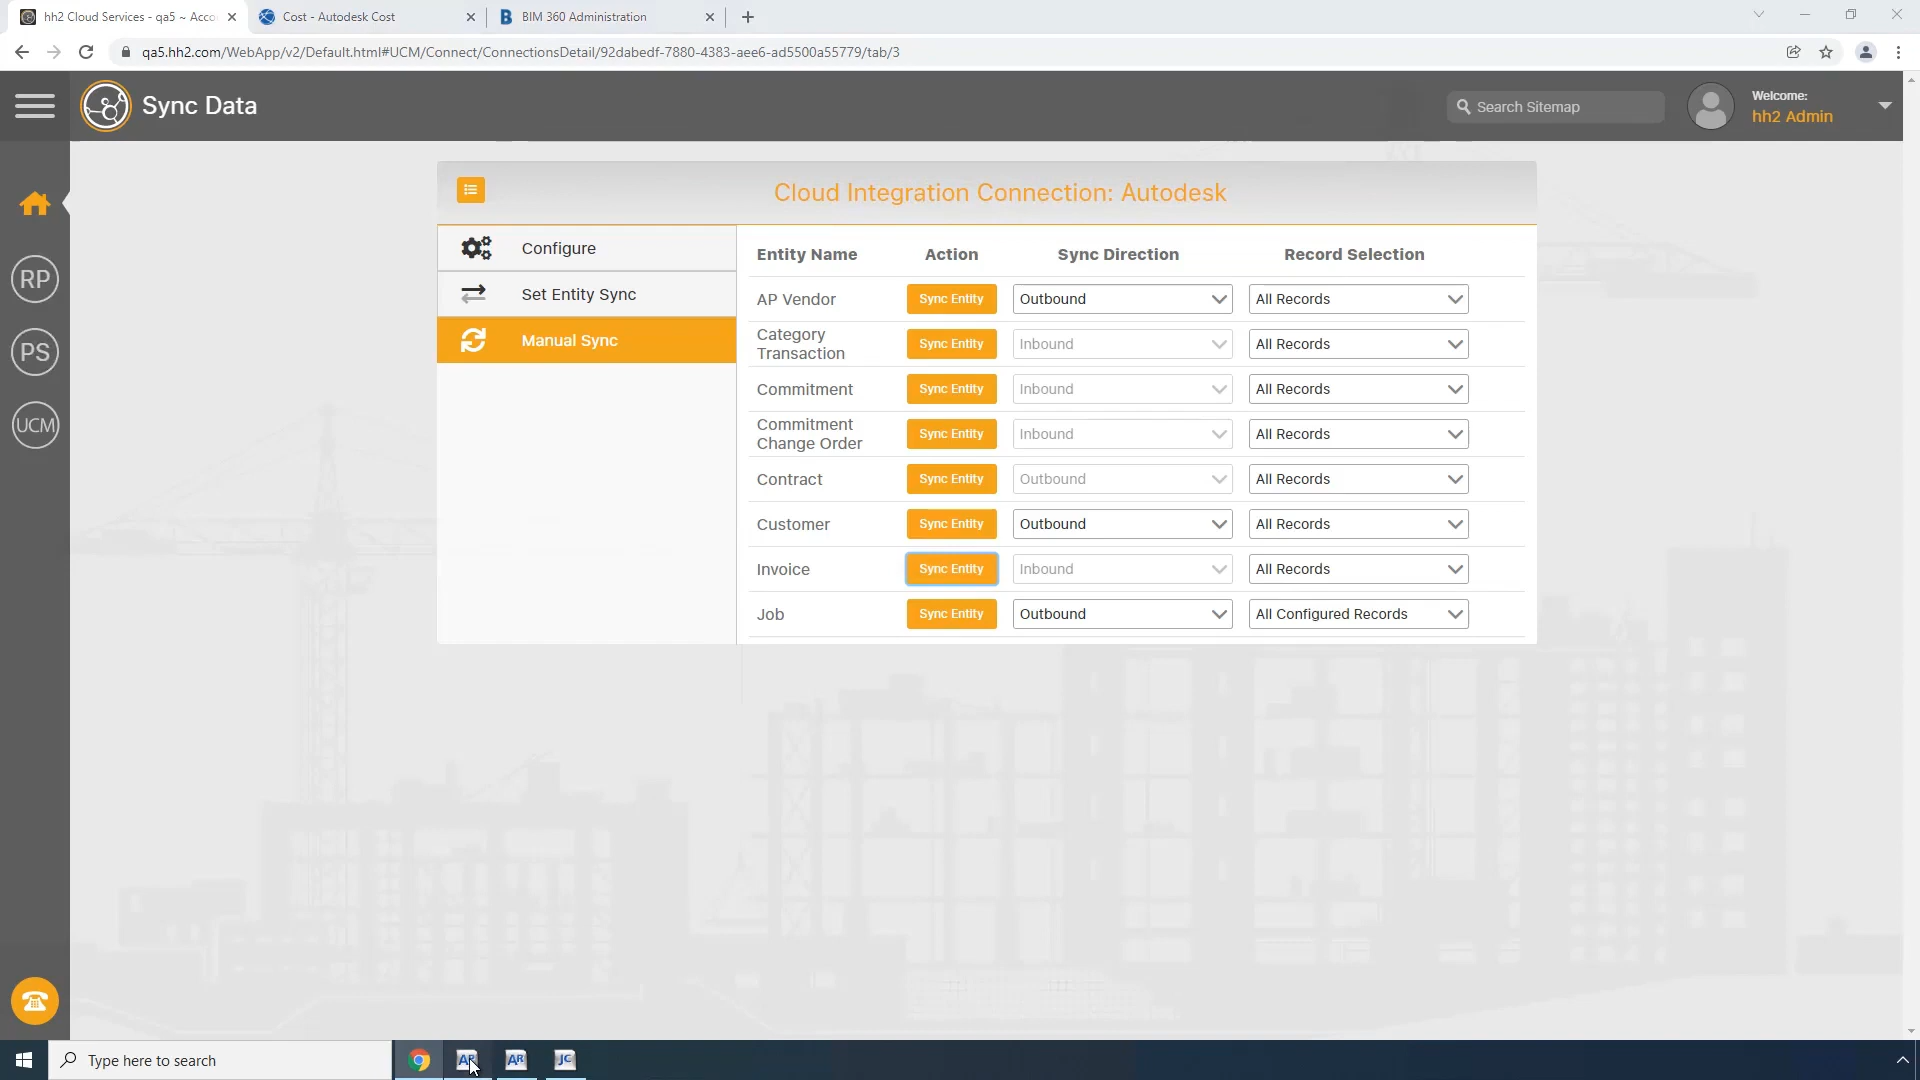 hh2 Cloud Services - qa5 ~ Acco
Cost - Autodesk Cost
B BIM 360 Administration
qa5.hh2.com/WebApp/v2/Default.html#UCM/Connect/ConnectionsDetail/92dabedf-7880-4383-aee6-ad5500a55779/tab/3
Sync Data
Search Sitemap
Welcome:
hh2 Admin
RP
PS
UCM
Cloud Integration Connection: Autodesk
Configure
Set Entity Sync
Manual Sync
Entity Name Action Sync Direction Record Selection
AP Vendor Sync Entity Outbound All Records
Category
Transaction Sync Entity Inbound All Records
Commitment Sync Entity Inbound All Records
Commitment
Change Order Sync Entity Inbound All Records
Contract Sync Entity Outbound All Records
Customer Sync Entity Outbound All Records
Invoice Sync Entity Inbound All Records
Job Sync Entity Outbound All Configured Records
Type here to search
AP AR JC